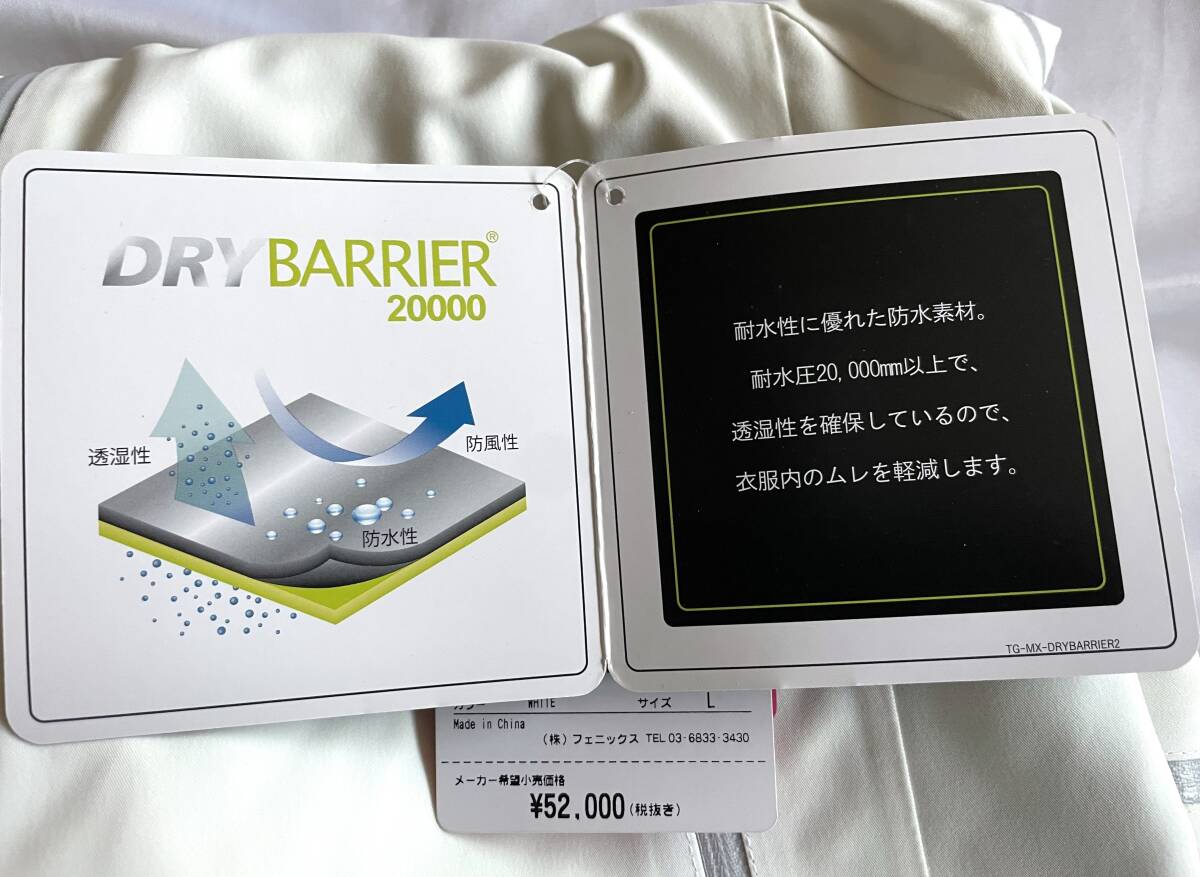 DRYBARRIER®
20000
透湿性
防風性
防水性
耐水性に優れた防水素材。
耐水圧20,000mm以上で、
透湿性を確保しているので、
衣服内のムレを軽減します。
TG-MX-DRYBARRIER2
カラー WHITE サイズ L
Made in China
(株) フェニックス TEL 03-6833-3430
メーカー希望小売価格
¥52,000(税抜き)